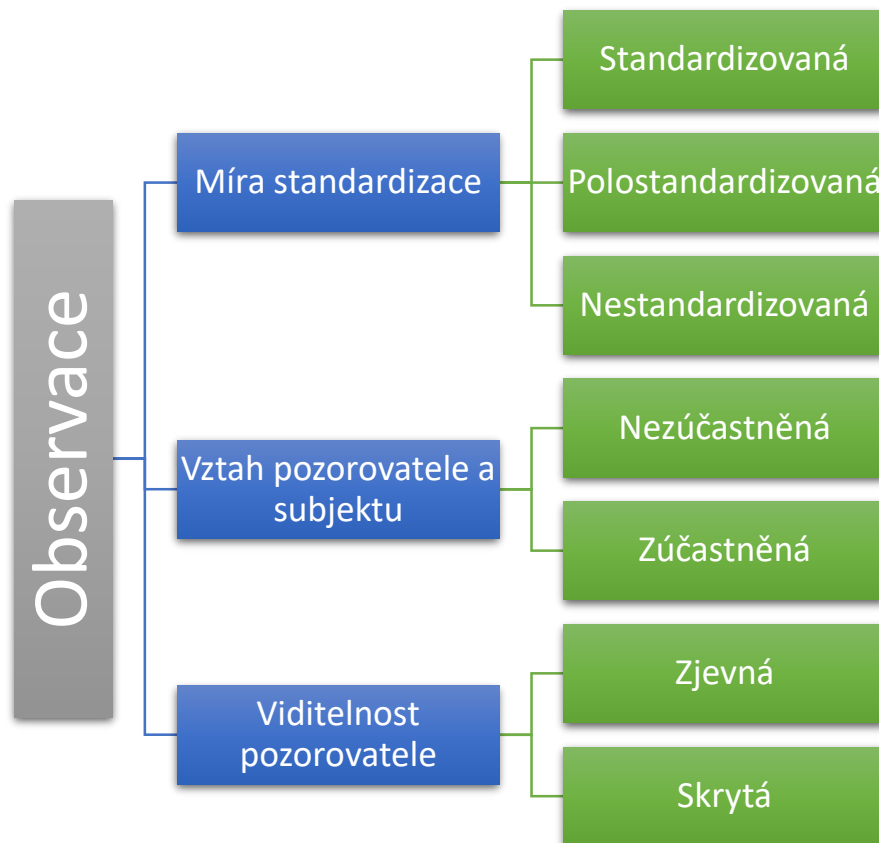 Observace
Míra standardizace
Standardizovaná
Polostandardizovaná
Nestandardizovaná
Vztah pozorovatele a
subjektu
Nezúčastněná
Zúčastněná
Viditelnost
pozorovatele
Zjevná
Skrytá